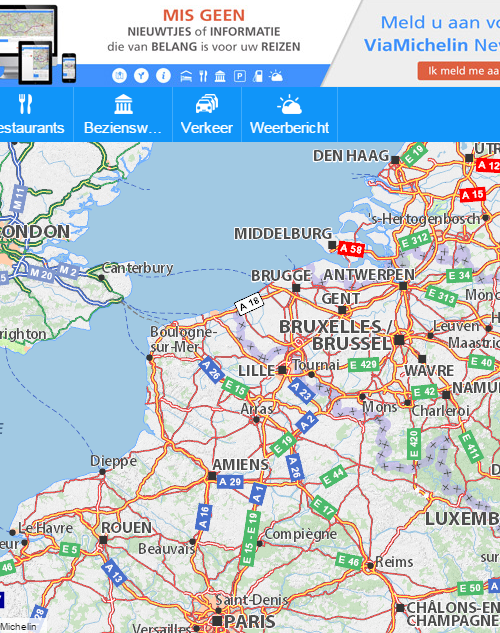 MIS GEEN
NIEUWTJES of INFORMATIE
die van BELANG is voor uw REIZEN
Meld u aan vo
ViaMichelin Nev
Ik meld me aa
estaurants
Beziensw...
Verkeer
Weerbericht
DEN HAAG
E 19
UTR
A 12
M 11
A 15
's-Hertogenbosch
ONDON
MIDDELBURG
A 58
E 312
M 20
M 2
Canterbury
BRUGGE
ANTWERPEN
E 34
A 18
GENT
E 313
righton
Boulogne-
sur-Mer
BRUXELLES /
BRUSSEL
Leuven
Maastric
LILLE
Tournai
E 429
WAVRE
E 40
A 26
E 15
A 23
Mons
E 42
NAMU
Charleroi
Arras
A 2
E 19
E 420
E 411
Dieppe
AMIENS
A 29
A 26
A 1
E 44
A 16
E 17
LUXEMB
Le Havre
ROUEN
E 5
Beauvais
E 15 - E 19
Compiègne
E 46
Reims
46
A 13
E 50
Saint-Denis
PARIS
CHÂLONS-EN
CHAMPAGNE
Versailles
Michelin